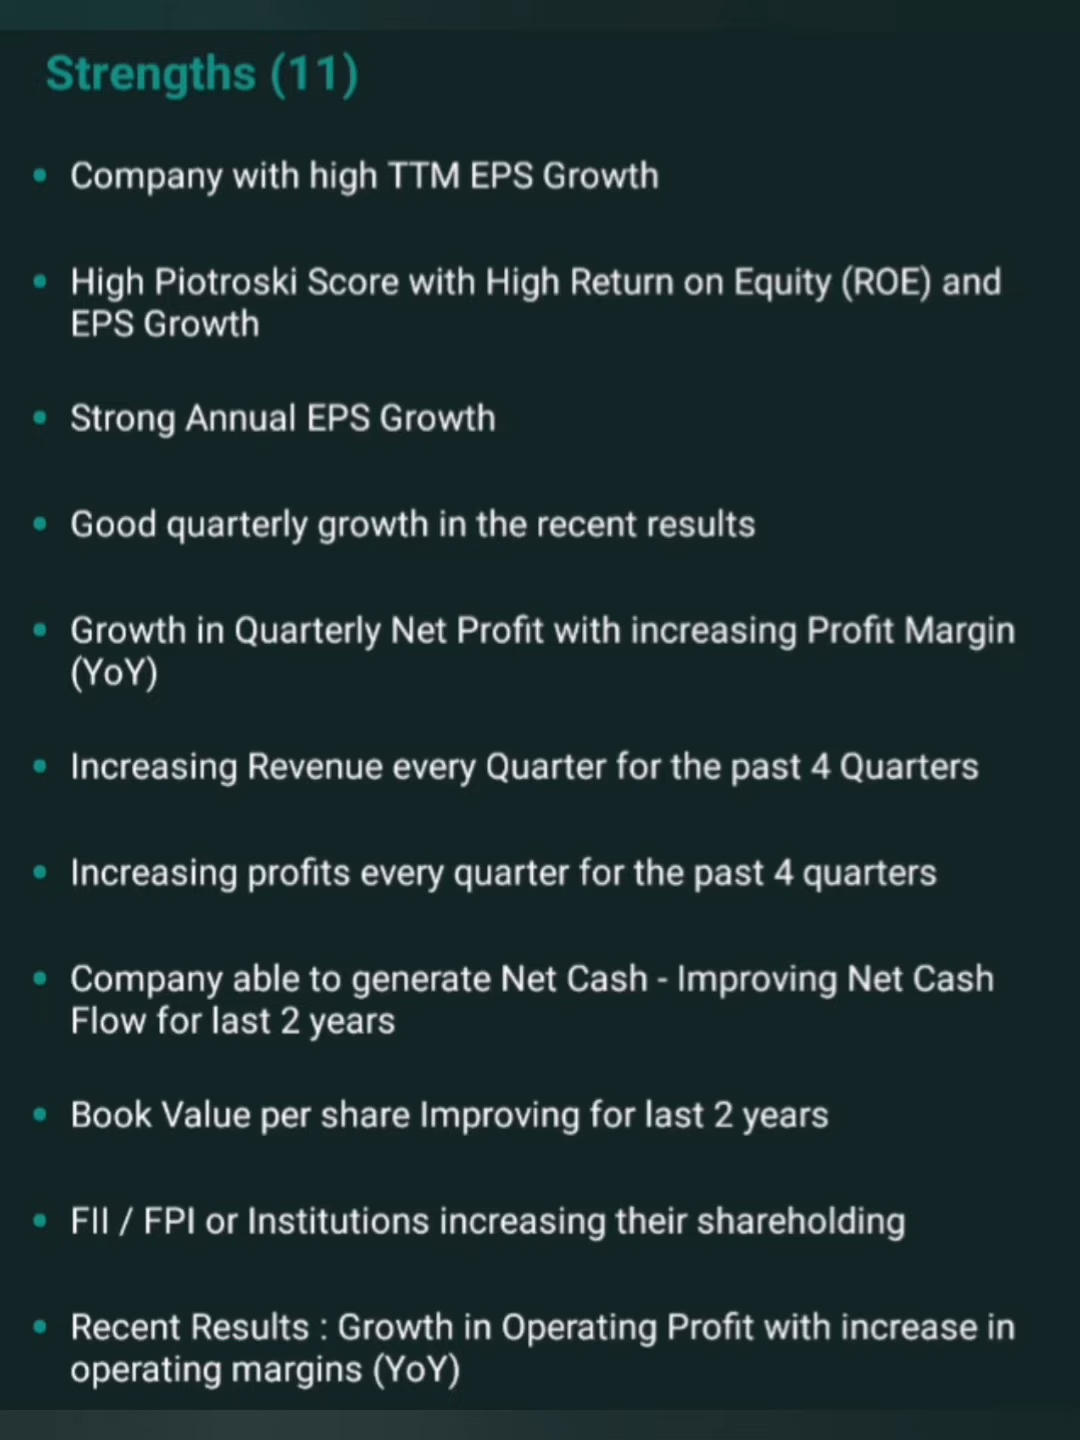 Strengths (11)
Company with high TTM EPS Growth
High Piotroski Score with High Return on Equity (ROE) and
EPS Growth
Strong Annual EPS Growth
Good quarterly growth in the recent results
Growth in Quarterly Net Profit with increasing Profit Margin
(YoY)
Increasing Revenue every Quarter for the past 4 Quarters
Increasing profits every quarter for the past 4 quarters
Company able to generate Net Cash - Improving Net Cash
Flow for last 2 years
Book Value per share Improving for last 2 years
FII / FPI or Institutions increasing their shareholding
Recent Results : Growth in Operating Profit with increase in
operating margins (YoY)